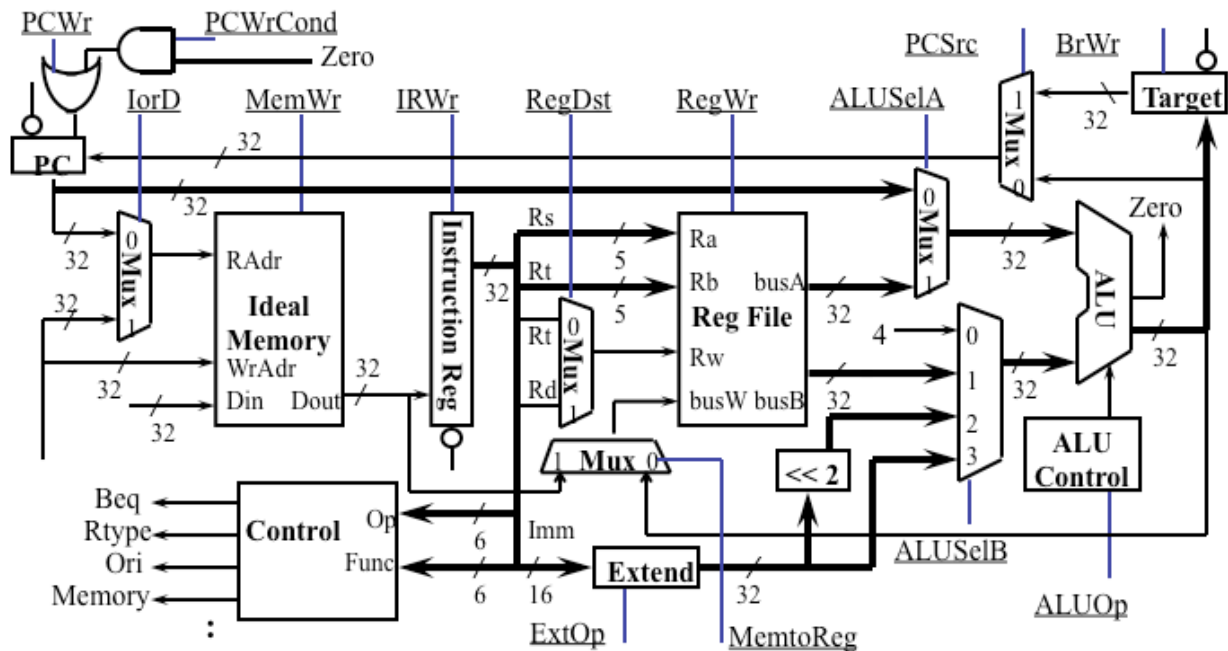 PCWr
PCWrCond
Zero
PCSrc
BrWr
IorD
MemWr
IRWr
RegDst
RegWr
ALUSelA
1
Mux
0
32
Target
32
PC
32
32
0
Mux
1
32
RAdr
Ideal
Memory
WrAdr
32
Din
32
Dout
32
Instruction Reg
32
Rs
5
Rt
5
Rt
Rd
0
Mux
1
Ra
Rb
busA
Reg File
Rw
busW
busB
32
32
0
Mux
1
32
4
0
1
2
3
32
Zero
ALU
32
1
Mux
0
<< 2
ALU
Control
Beq
Rtype
Ori
Memory
:
Control
Op
Func
6
6
Imm
16
Extend
32
ExtOp
MemtoReg
ALUSelB
ALUOp